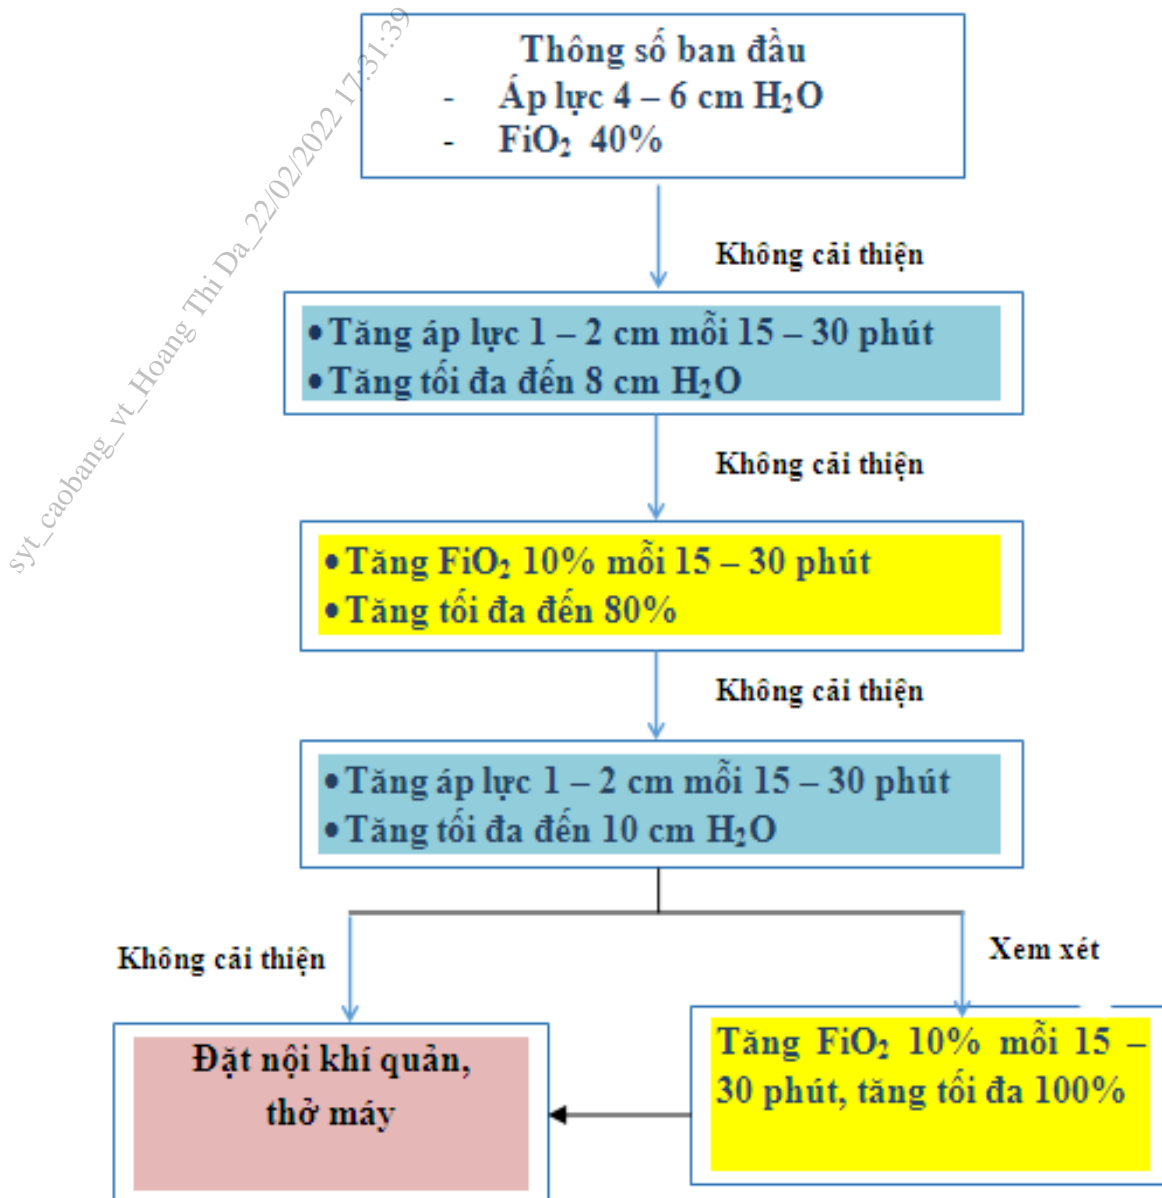 Thông số ban đầu
- Áp lực 4 – 6 cm H₂O
- FiO₂ 40%
syt_caobang_vt_Hoang Thi Da_22/02/2022 17:31:39
Không cải thiện
• Tăng áp lực 1 – 2 cm mỗi 15 – 30 phút
• Tăng tối đa đến 8 cm H₂O
Không cải thiện
• Tăng FiO₂ 10% mỗi 15 – 30 phút
• Tăng tối đa đến 80%
Không cải thiện
• Tăng áp lực 1 – 2 cm mỗi 15 – 30 phút
• Tăng tối đa đến 10 cm H₂O
Không cải thiện
Xem xét
Đặt nội khí quản,
thở máy
Tăng FiO₂ 10% mỗi 15 –
30 phút, tăng tối đa 100%